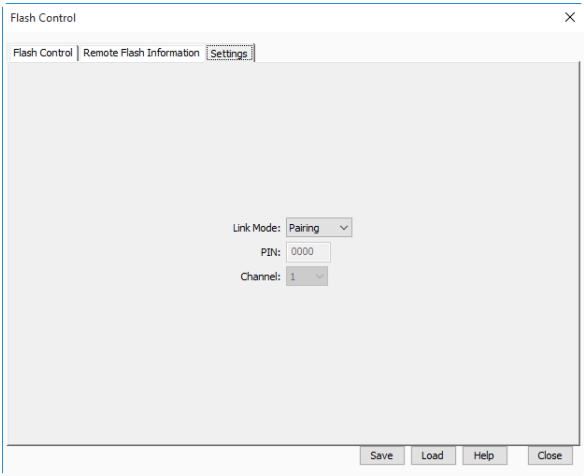 Flash Control
Flash Control Remote Flash Information Settings
Link Mode: Pairing
PIN: 0000
Channel: 1
Save Load Help Close